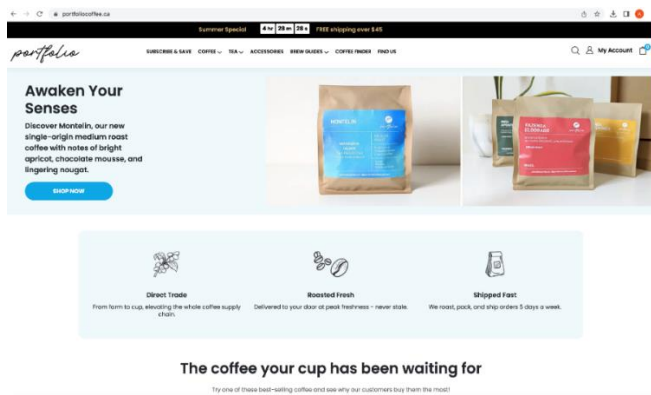 portfoliocoffee.ca
Summer Special 4 hr 28 m 28 s FREE shipping over $45
portfolio
SUBSCRIBE & SAVE COFFEE TEA ACCESSORIES BREW GUIDES COFFEE FINDER FIND US
My Account 0
Awaken Your
Senses
Discover Montelin, our new
single-origin medium roast
coffee with notes of bright
apricot, chocolate mousse, and
lingering nougat.
SHOP NOW
MONTELIN
Direct Trade
From farm to cup, elevating the whole coffee supply
chain.
Roasted Fresh
Delivered to your door at peak freshness - never stale.
Shipped Fast
We roast, pack, and ship orders 5 days a week.
The coffee your cup has been waiting for
Try one of these best-selling coffee and see why our customers buy them the most!